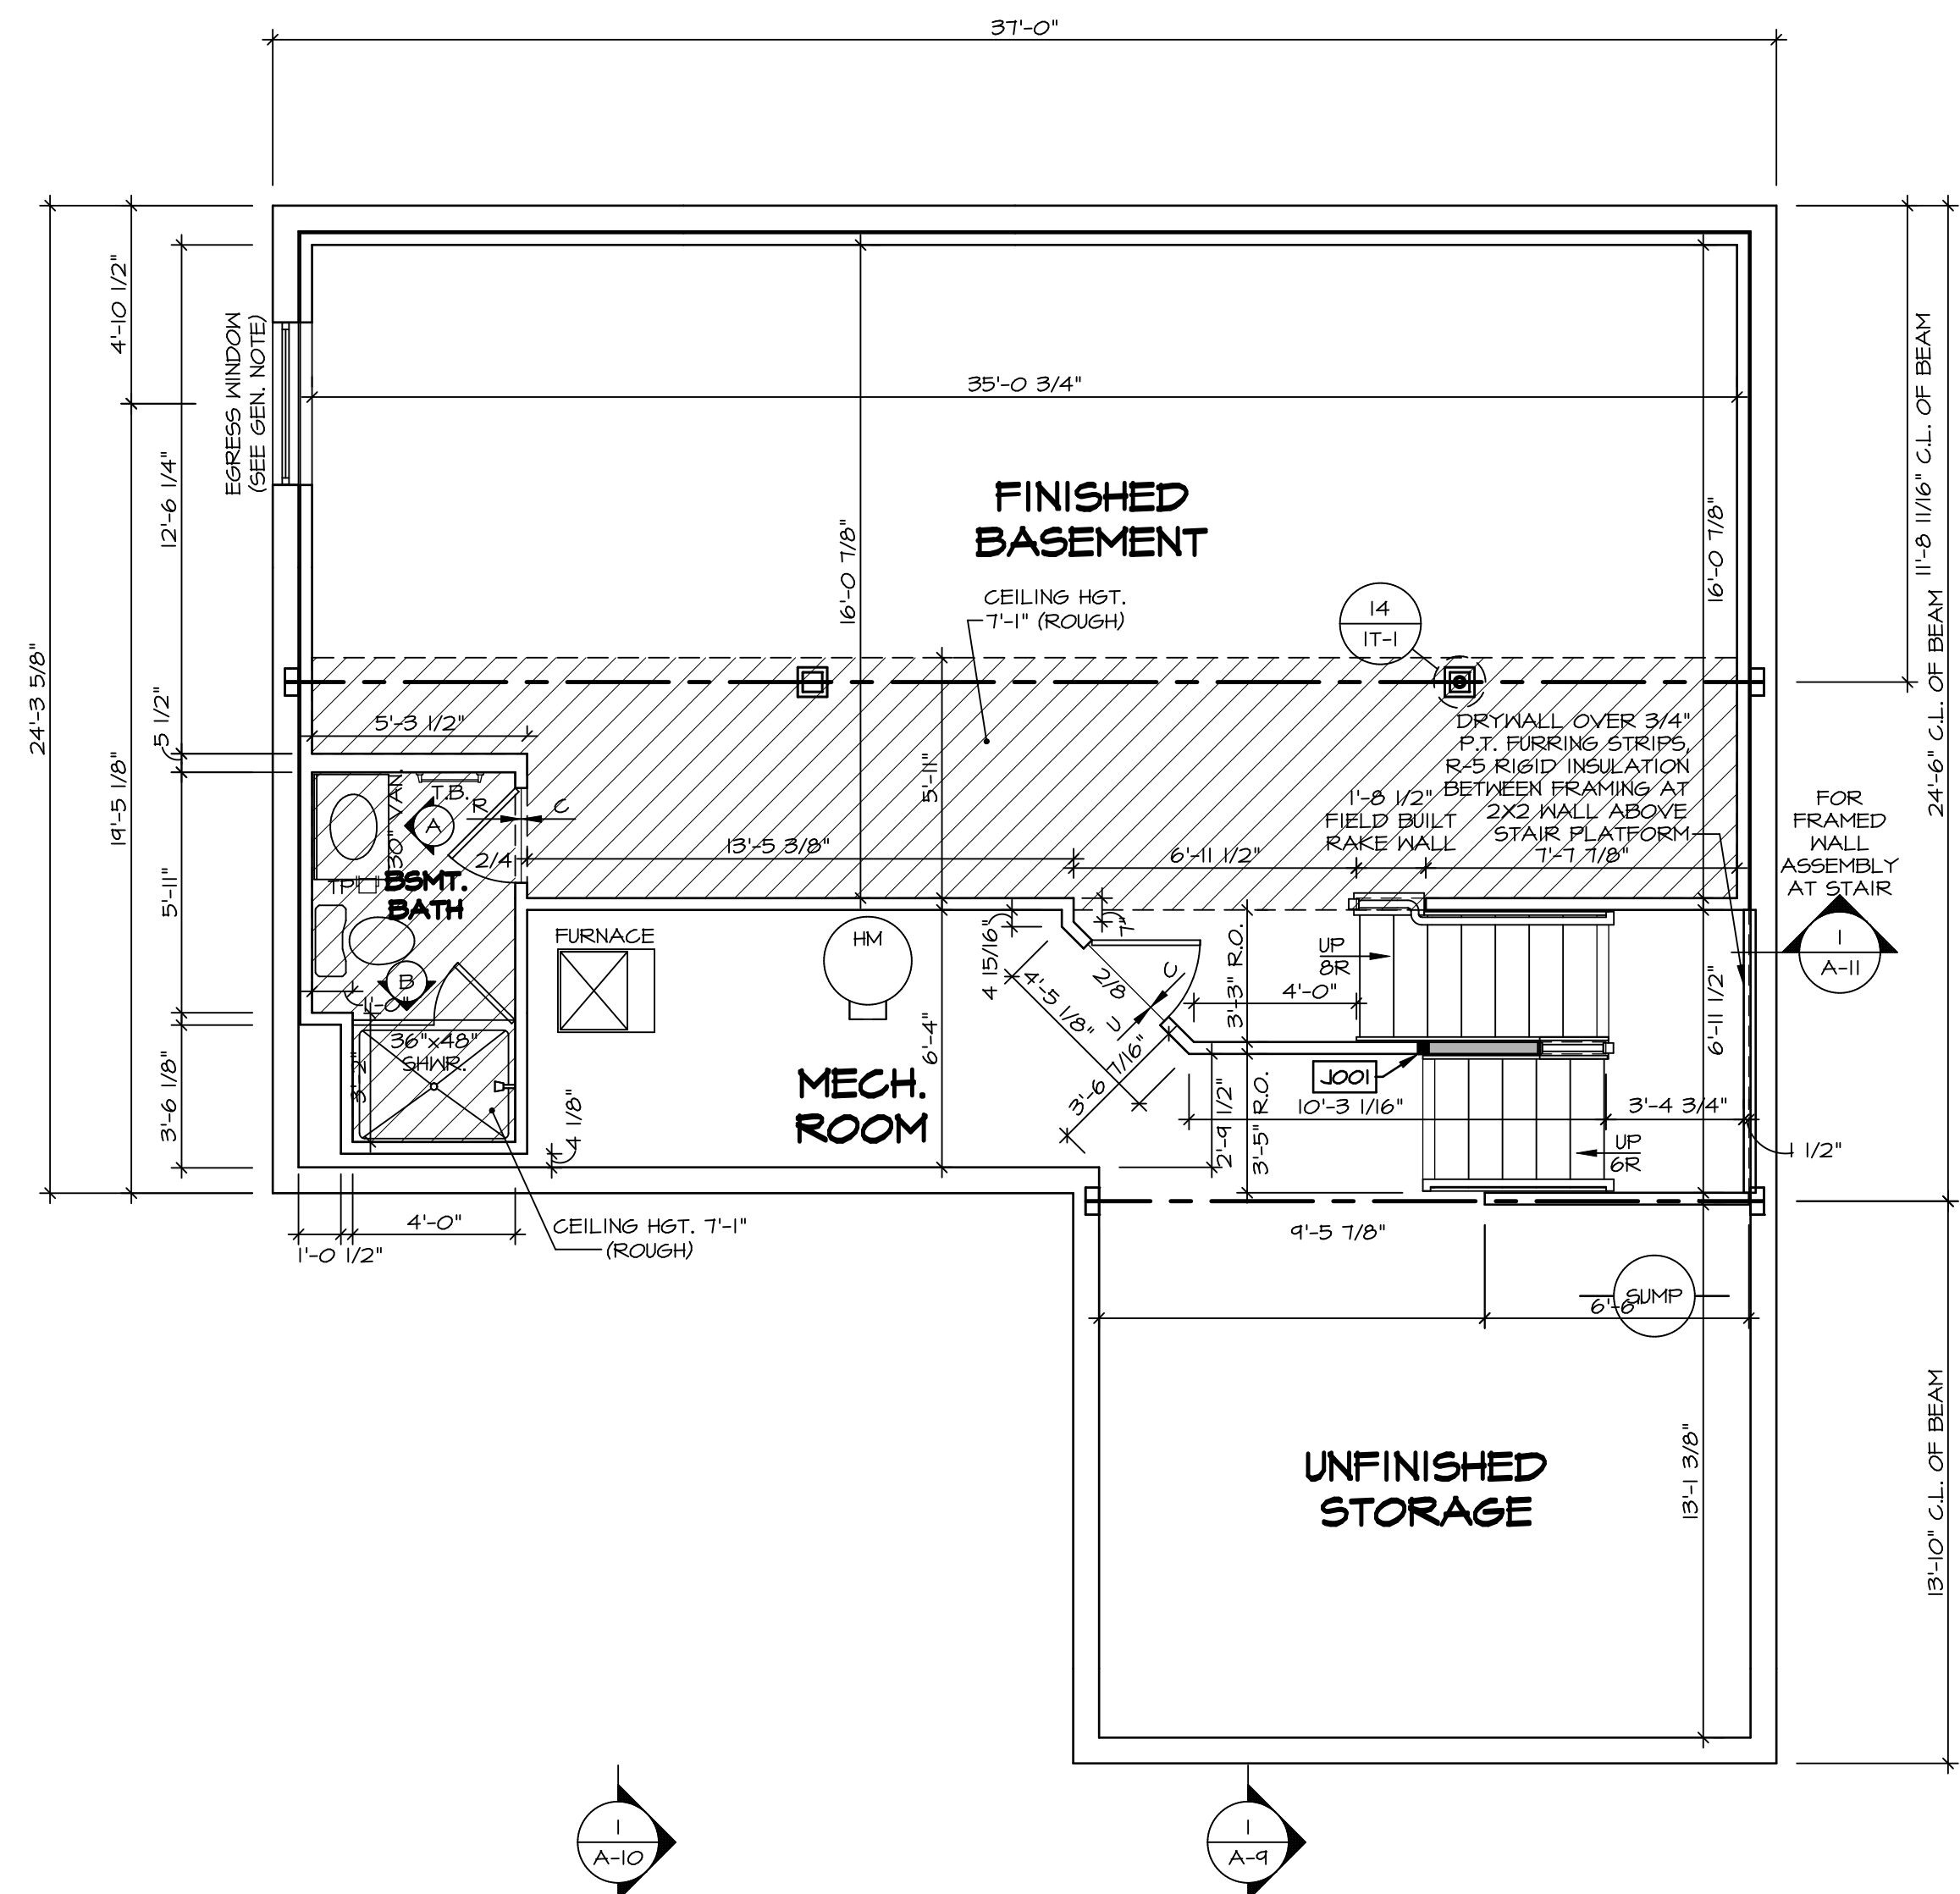 37'-0"
4'-10 1/2"
EGRESS WINDOW
(SEE GEN. NOTE)
11'-8 11/16" C.L. OF BEAM
35'-0 3/4"
12'-6 1/4"
FINISHED
BASEMENT
16'-0 7/8"
16'-0 7/8"
CEILING HGT.
7'-1" (ROUGH)
14
1T-1
24'-3 5/8"
24'-6" C.L. OF BEAM
5 1/2"
5'-3 1/2"
DRYWALL OVER 3/4"
P.T. FURRING STRIPS,
R-5 RIGID INSULATION
BETWEEN FRAMING AT
2X2 WALL ABOVE
STAIR PLATFORM
1'-8 1/2"
FIELD BUILT
RAKE WALL
FOR
FRAMED
WALL
ASSEMBLY
AT STAIR
1
A-11
19'-5 1/8"
30" VAN.
T.B.
R
C
A
2/4
5'-11"
13'-5 3/8"
6'-11 1/2"
7'-7 7/8"
5'-11"
TP
BSMT.
BATH
FURNACE
HM
4 15/16"
7"
2/8
C
U
4'-5 1/8"
3'-6 7/16"
3'-3" R.O.
UP
8R
4'-0"
6'-11 1/2"
B
1'-0"
36"x48"
SHWR.
3'-2"
3'-6 1/8"
6'-4"
MECH.
ROOM
4 1/8"
J001
10'-3 1/16"
3'-4 3/4"
2'-9 1/2"
3'-5" R.O.
UP
6R
1 1/2"
4'-0"
1'-0 1/2"
CEILING HGT. 7'-1"
(ROUGH)
9'-5 7/8"
SUMP
6'-6"
UNFINISHED
STORAGE
13'-1 3/8"
13'-10" C.L. OF BEAM
1
A-10
1
A-9